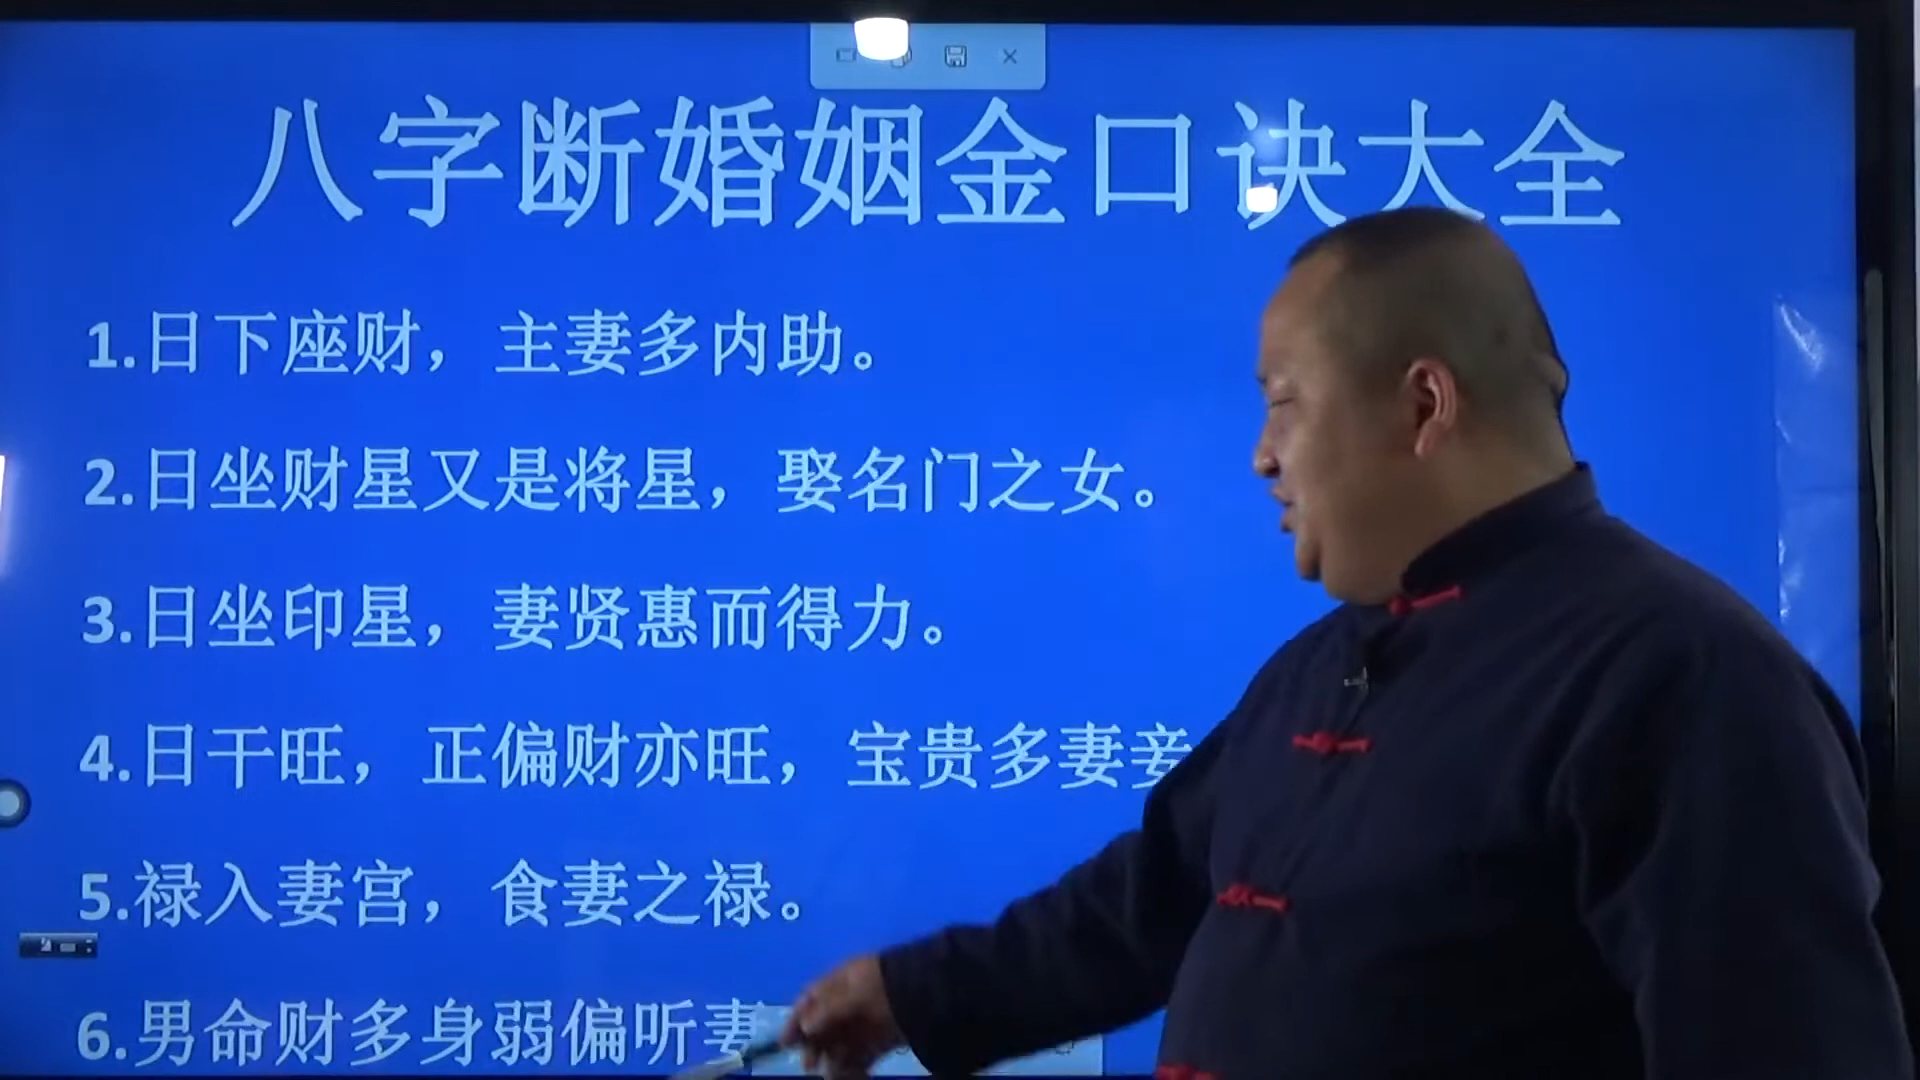 八字断婚姻金口诀大全
1.日下座财，主妻多内助。
2.日坐财星又是将星，娶名门之女。
3.日坐印星，妻贤惠而得力。
4.日干旺，正偏财亦旺，宝贵多妻妾
5.禄入妻宫，食妻之禄。
6.男命财多身弱偏听妻